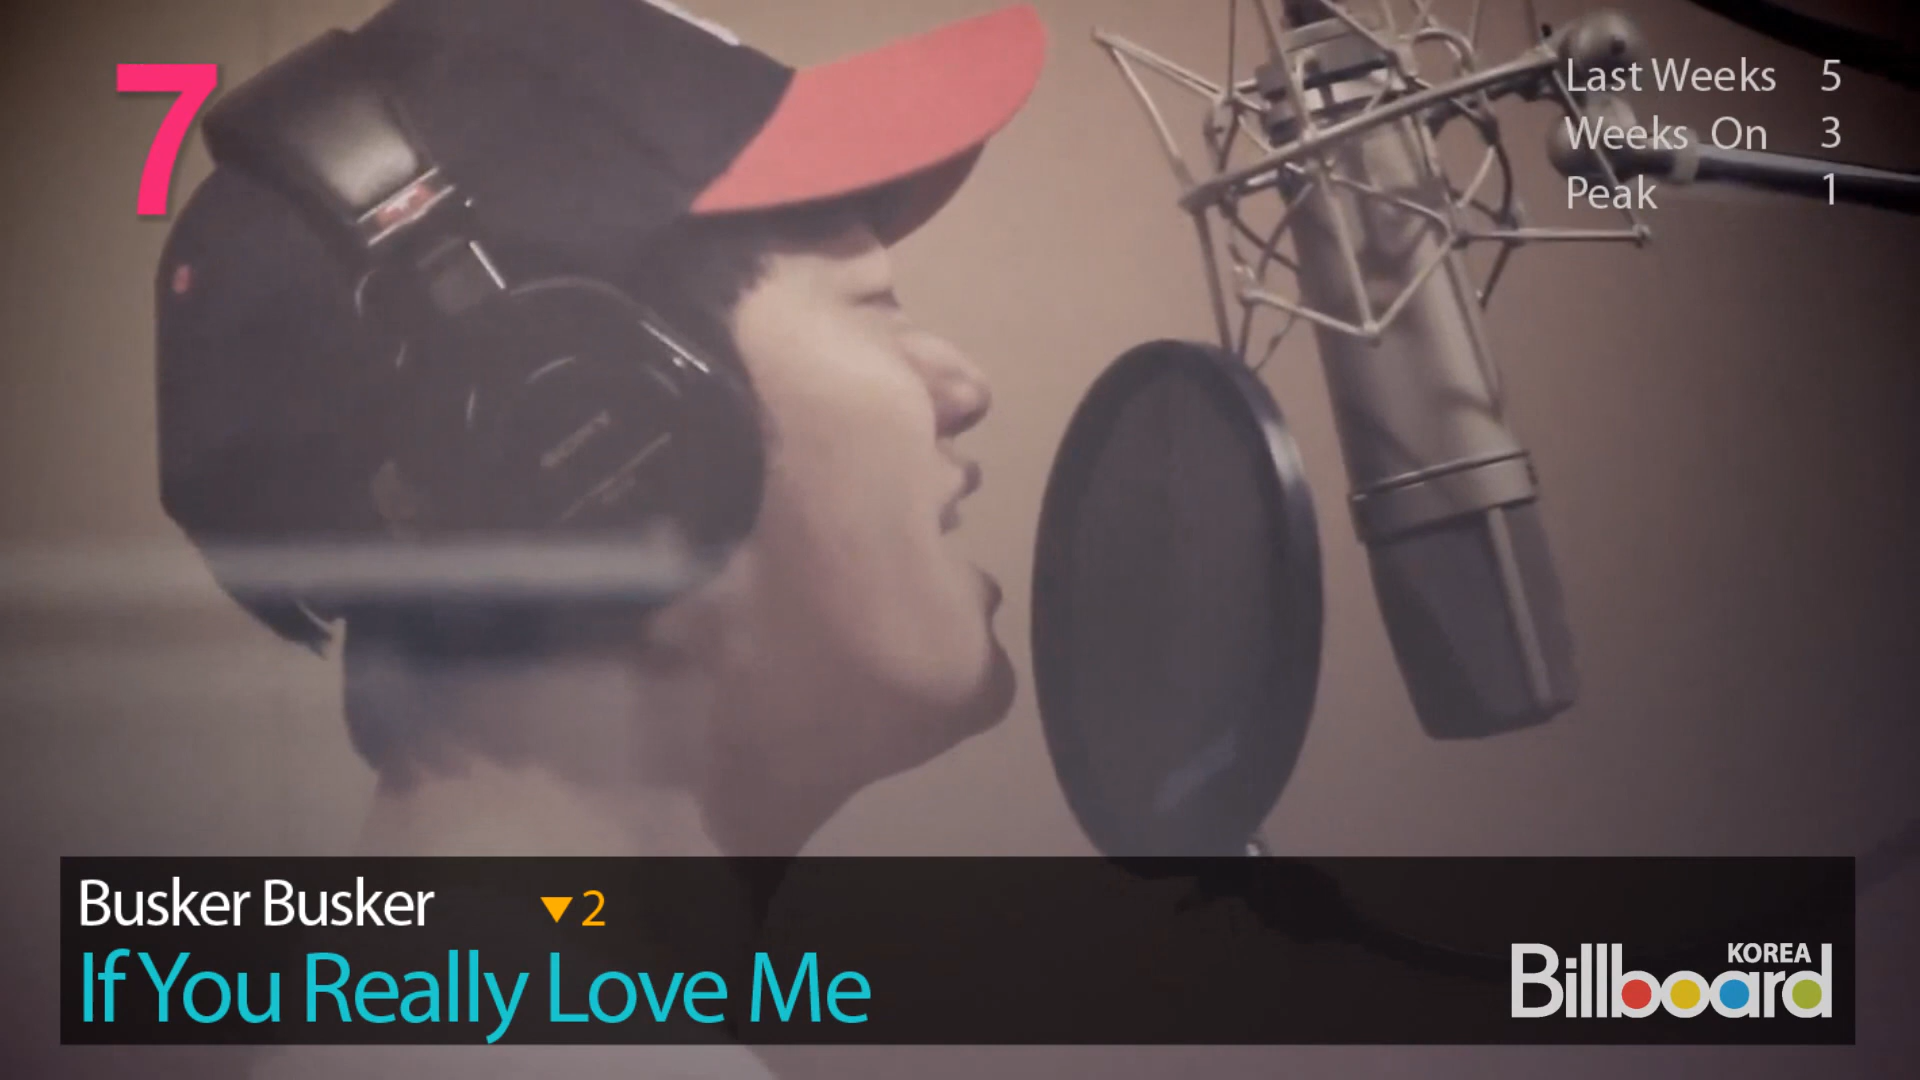 7
Last Weeks 5
Weeks On 3
Peak 1
Busker Busker ▼2
If You Really Love Me
KOREA
Billboard